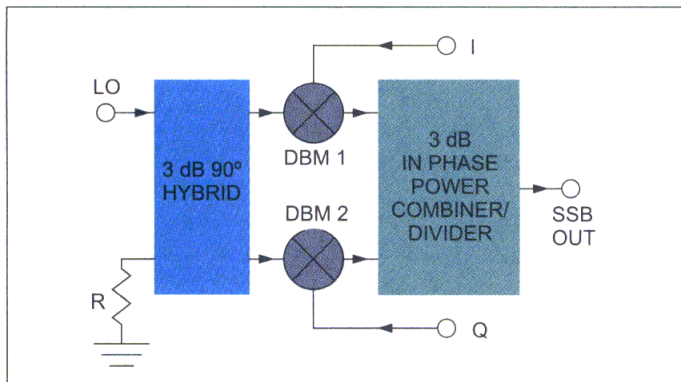 LO
I
DBM 1
3 dB 90º
HYBRID
3 dB
IN PHASE
POWER
COMBINER/
DIVIDER
DBM 2
SSB
OUT
R
Q